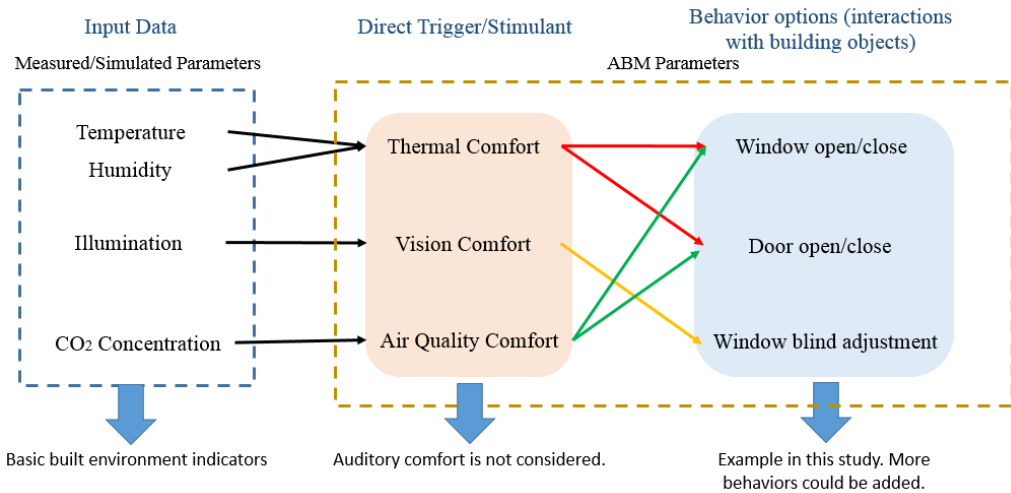 Input Data
Direct Trigger/Stimulant
Behavior options (interactions
with building objects)
Measured/Simulated Parameters
ABM Parameters
Temperature
Humidity
Illumination
CO₂ Concentration
Thermal Comfort
Vision Comfort
Air Quality Comfort
Window open/close
Door open/close
Window blind adjustment
Basic built environment indicators
Auditory comfort is not considered.
Example in this study. More
behaviors could be added.